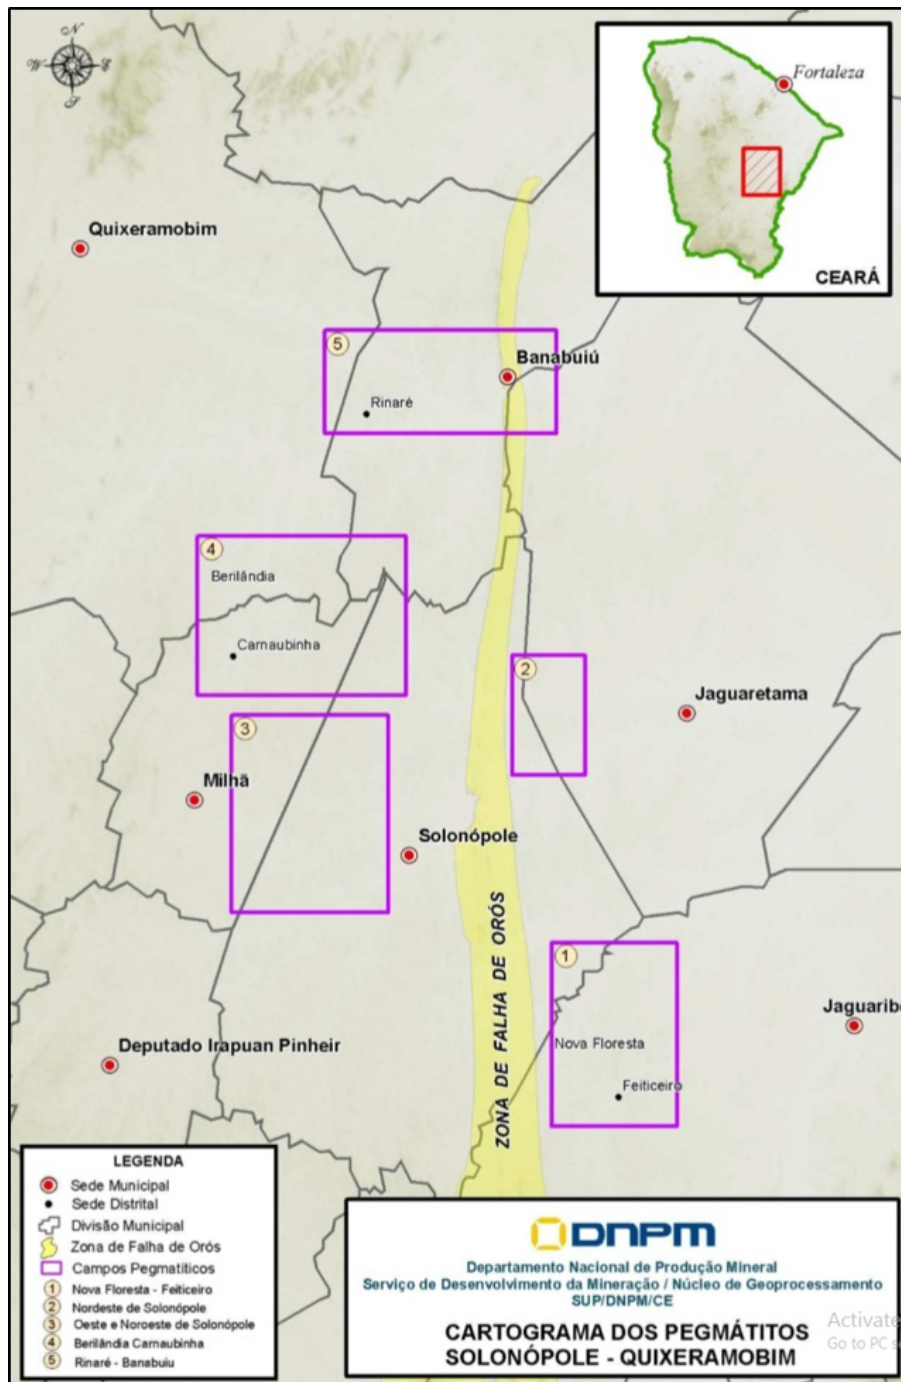 N
W
E
S
Fortaleza
CEARÁ
Quixeramobim
5
Banabuiú
Rinaré
4
Berilândia
Carnaubinha
2
Jaguaretama
3
Milhã
Solonópole
ZONA DE FALHA DE ORÓS
1
Jaguaribe
Nova Floresta
Deputado Irapuan Pinheir
Feiticeiro
LEGENDA
Sede Municipal
Sede Distrital
Divisão Municipal
Zona de Falha de Orós
Campos Pegmatíticos
1 Nova Floresta - Feiticeiro
2 Nordeste de Solonópole
3 Oeste e Noroeste de Solonópole
4 Berilândia Carnaubinha
5 Rinaré - Banabuiu
DNPM
Departamento Nacional de Produção Mineral
Serviço de Desenvolvimento da Mineração / Núcleo de Geoprocessamento
SUP/DNPM/CE
CARTOGRAMA DOS PEGMÁTITOS
SOLONÓPOLE - QUIXERAMOBIM
Activate
Go to PC s